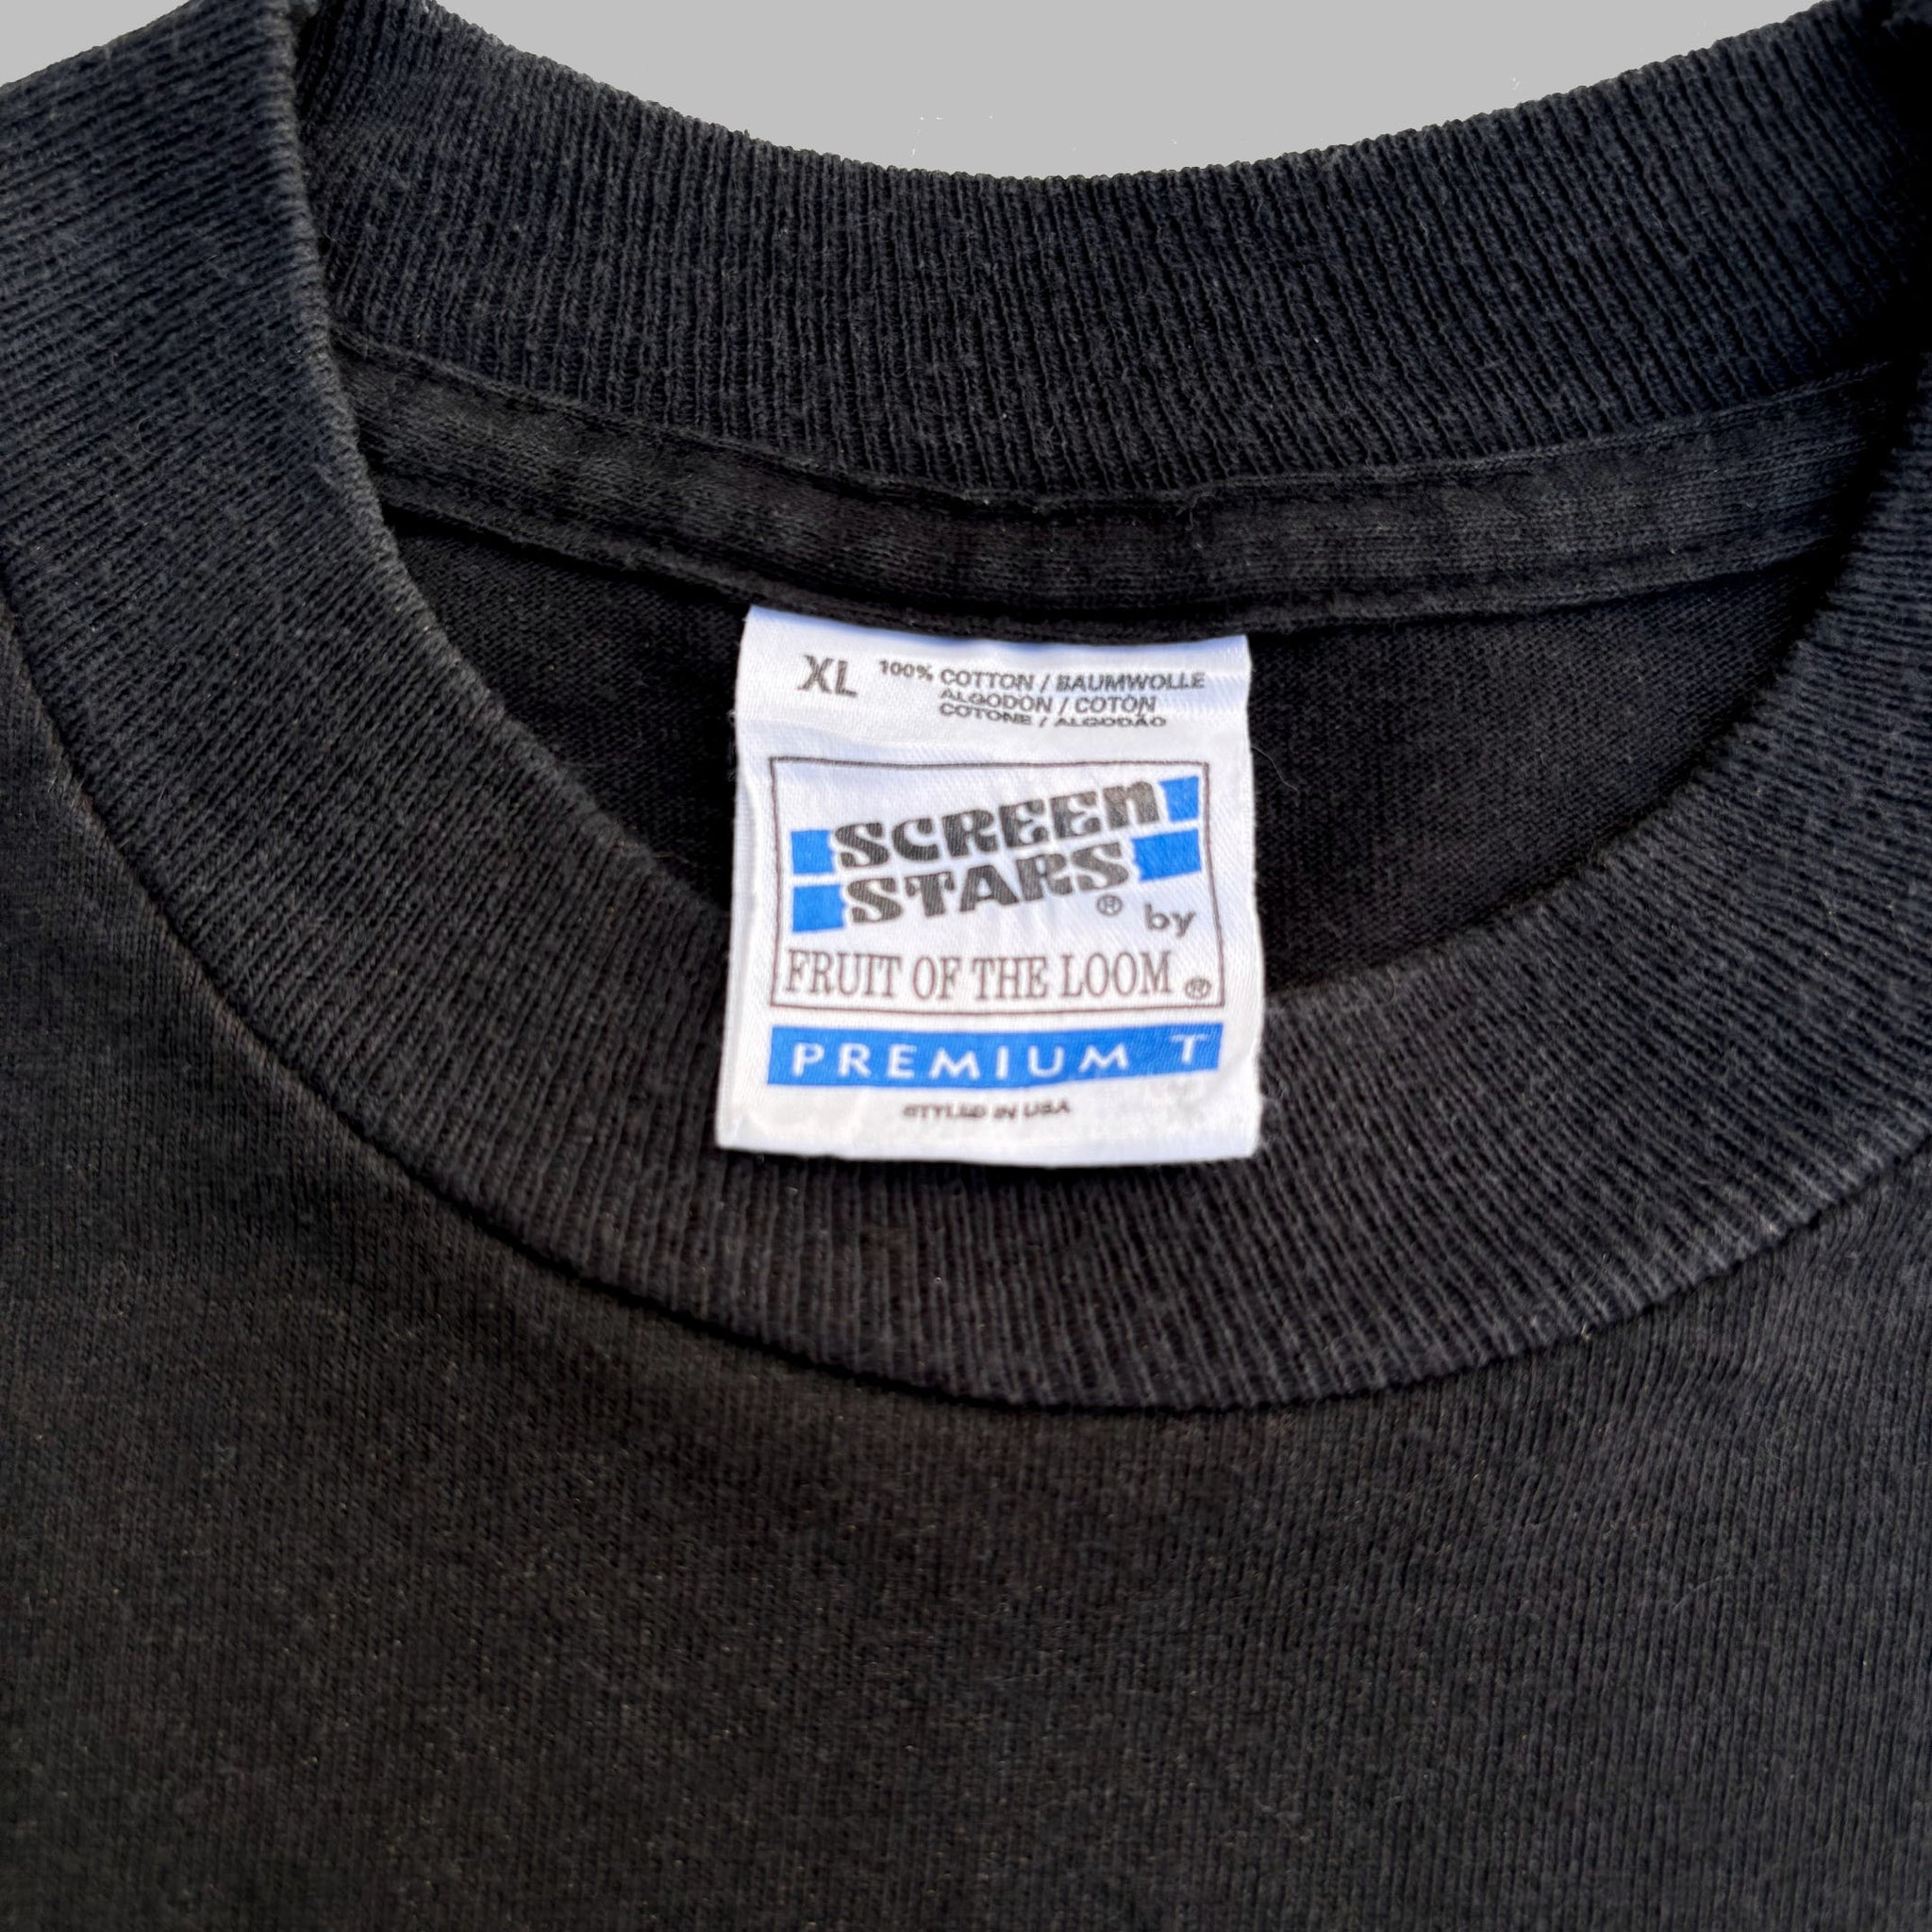 XL 100% COTTON / BAUMWOLLE
ALGODON / COTON
COTONE / ALGODÃO
SCREEN
STARS® by
FRUIT OF THE LOOM®
PREMIUM T
STYLED IN USA